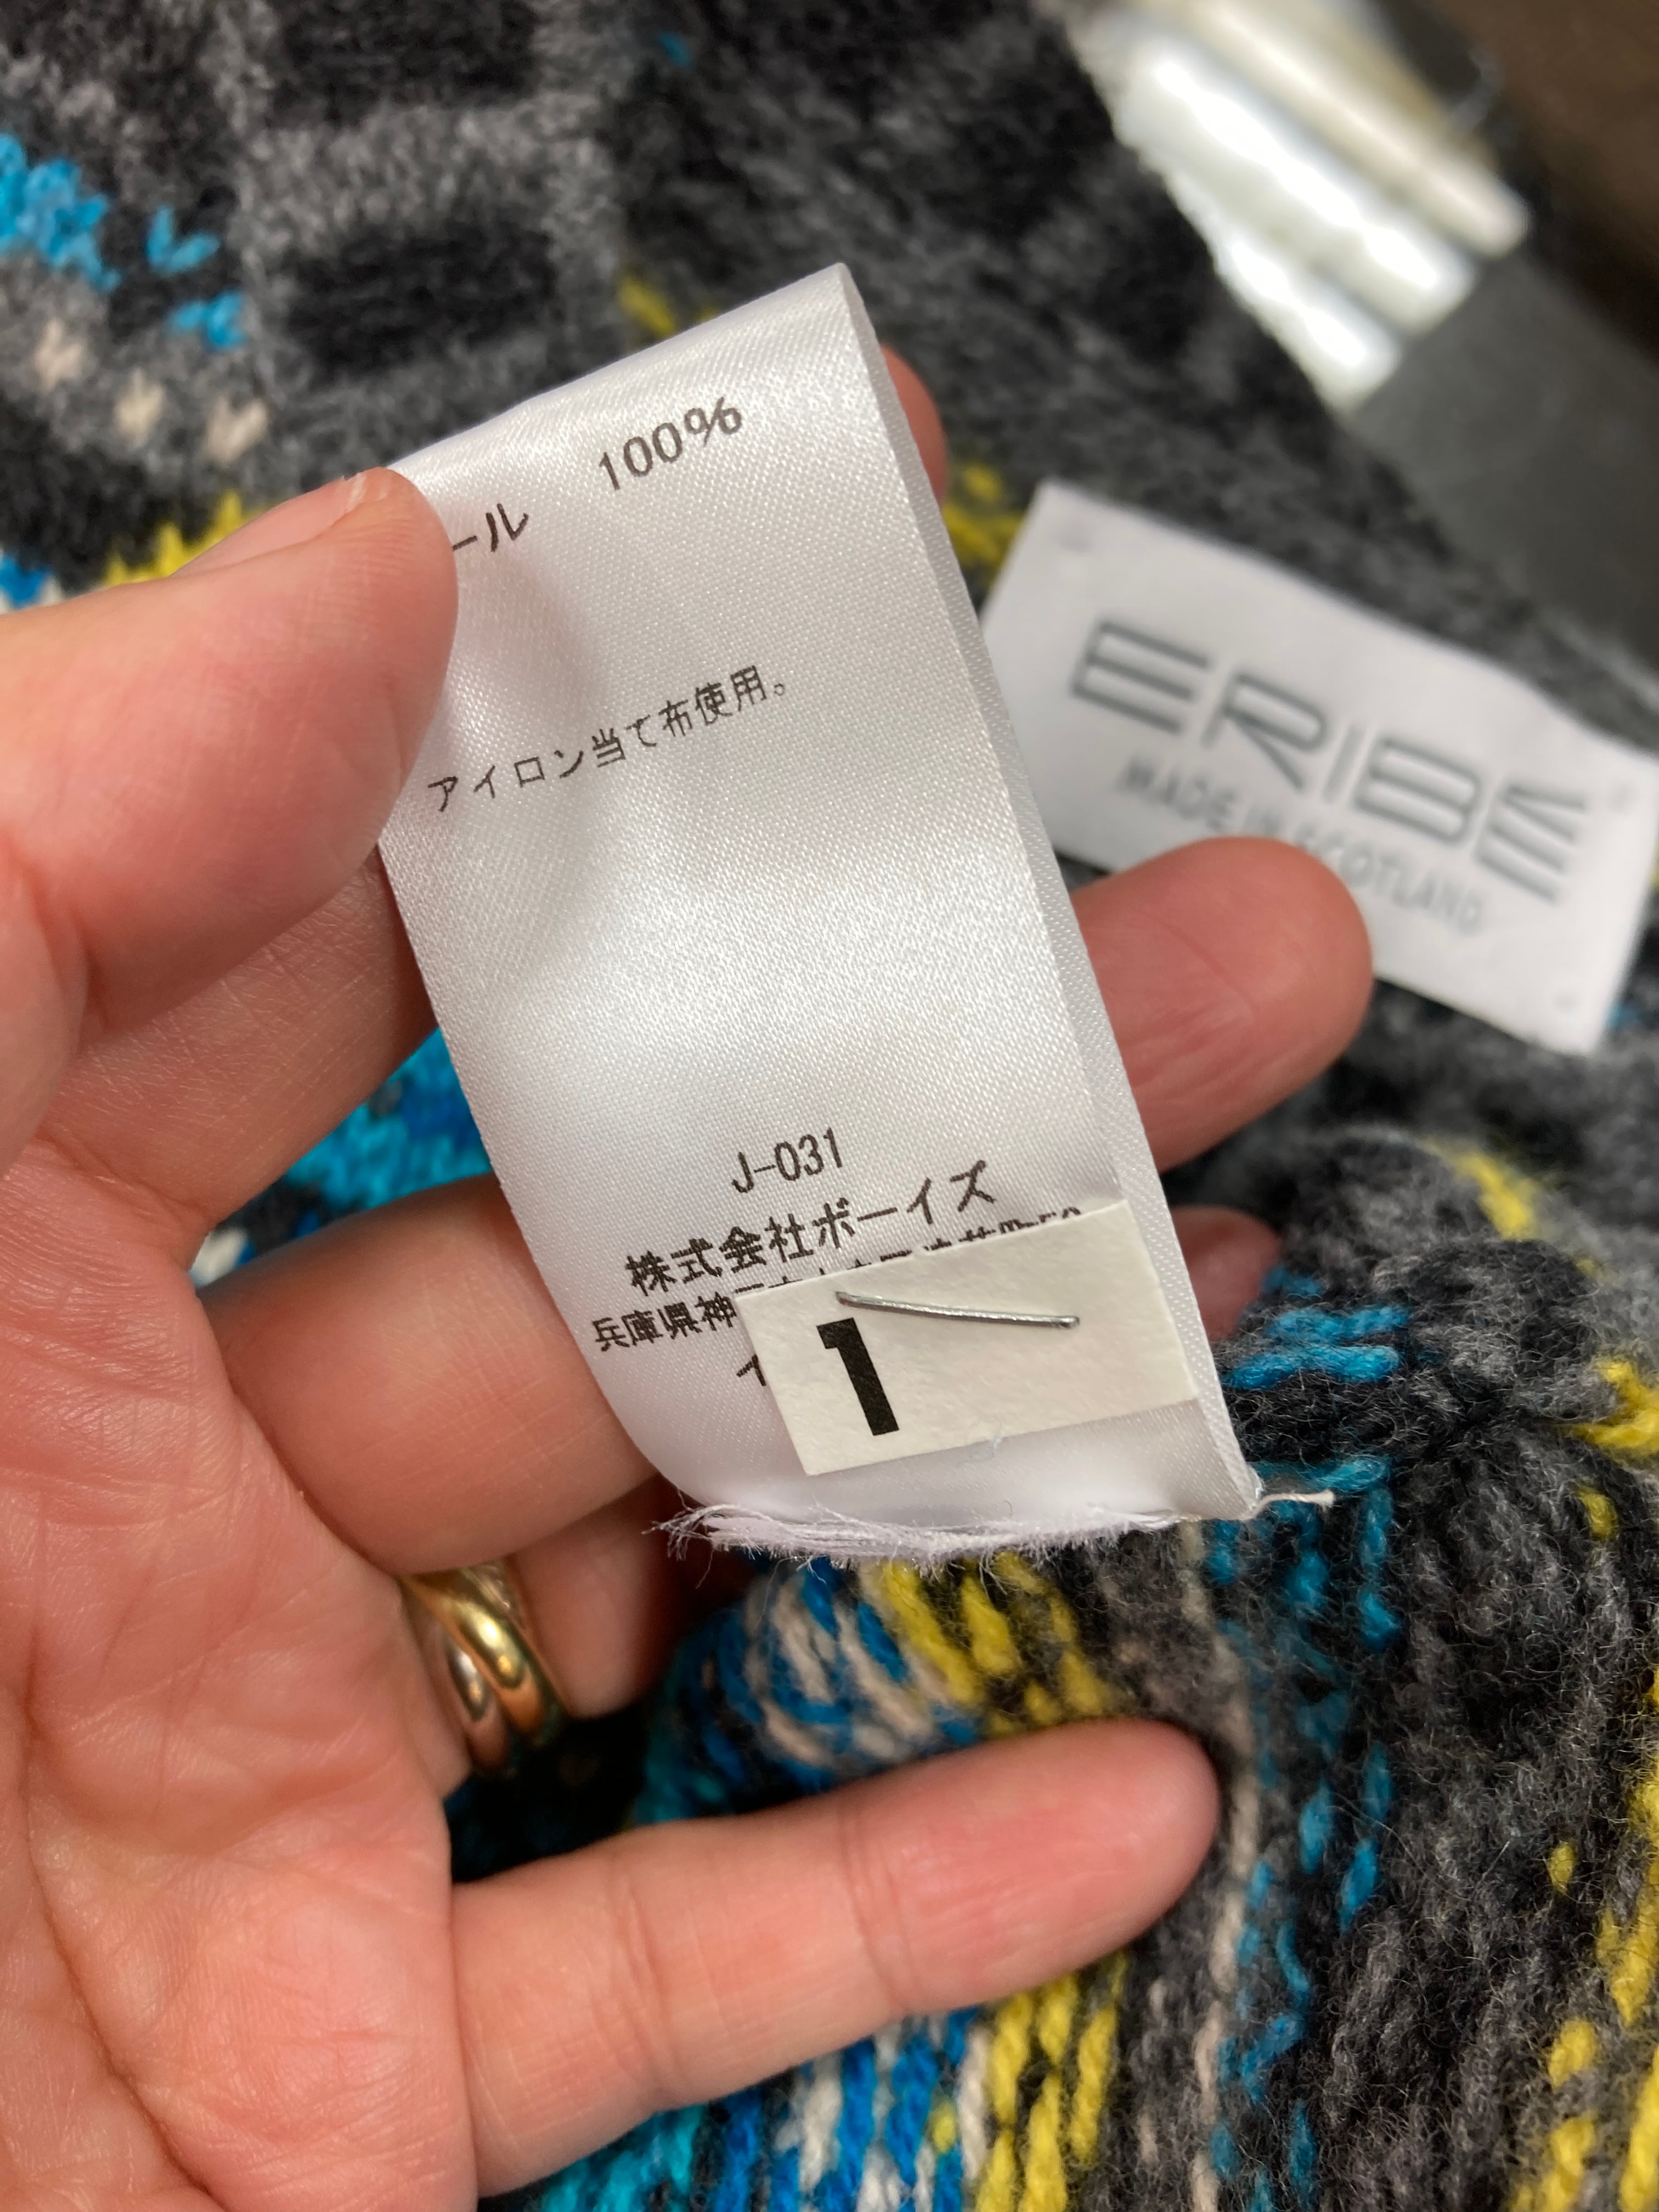 100%
ール
アイロン当て布使用。
J-031
株式会社ボーイズ
兵庫県神
1
ERIBÉ
MADE IN SCOTLAND